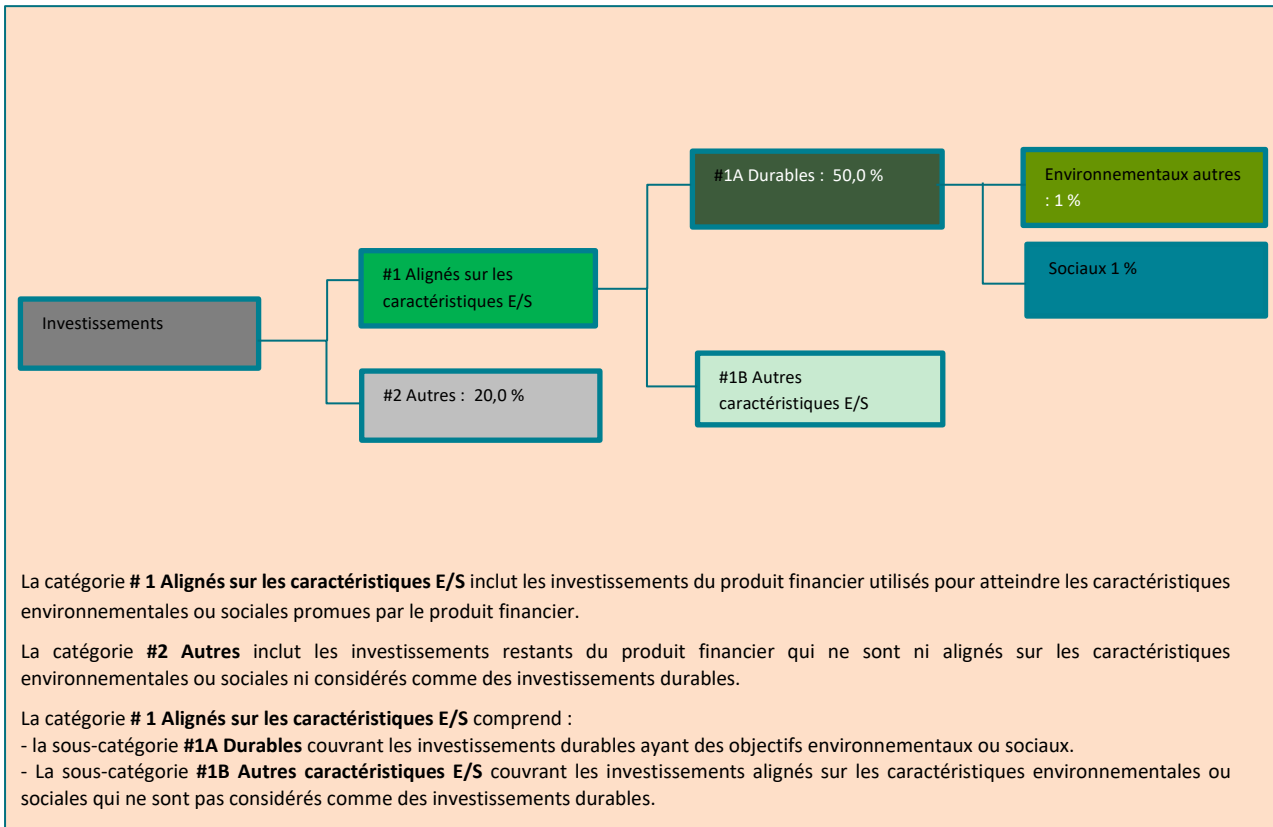 #1A Durables : 50,0 %
Environnementaux autres
: 1 %
#1 Alignés sur les
caractéristiques E/S
Sociaux 1 %
Investissements
#2 Autres : 20,0 %
#1B Autres
caractéristiques E/S
La catégorie # 1 Alignés sur les caractéristiques E/S inclut les investissements du produit financier utilisés pour atteindre les caractéristiques
environnementales ou sociales promues par le produit financier.
La catégorie #2 Autres inclut les investissements restants du produit financier qui ne sont ni alignés sur les caractéristiques
environnementales ou sociales ni considérés comme des investissements durables.
La catégorie # 1 Alignés sur les caractéristiques E/S comprend :
- la sous-catégorie #1A Durables couvrant les investissements durables ayant des objectifs environnementaux ou sociaux.
- La sous-catégorie #1B Autres caractéristiques E/S couvrant les investissements alignés sur les caractéristiques environnementales ou
sociales qui ne sont pas considérés comme des investissements durables.